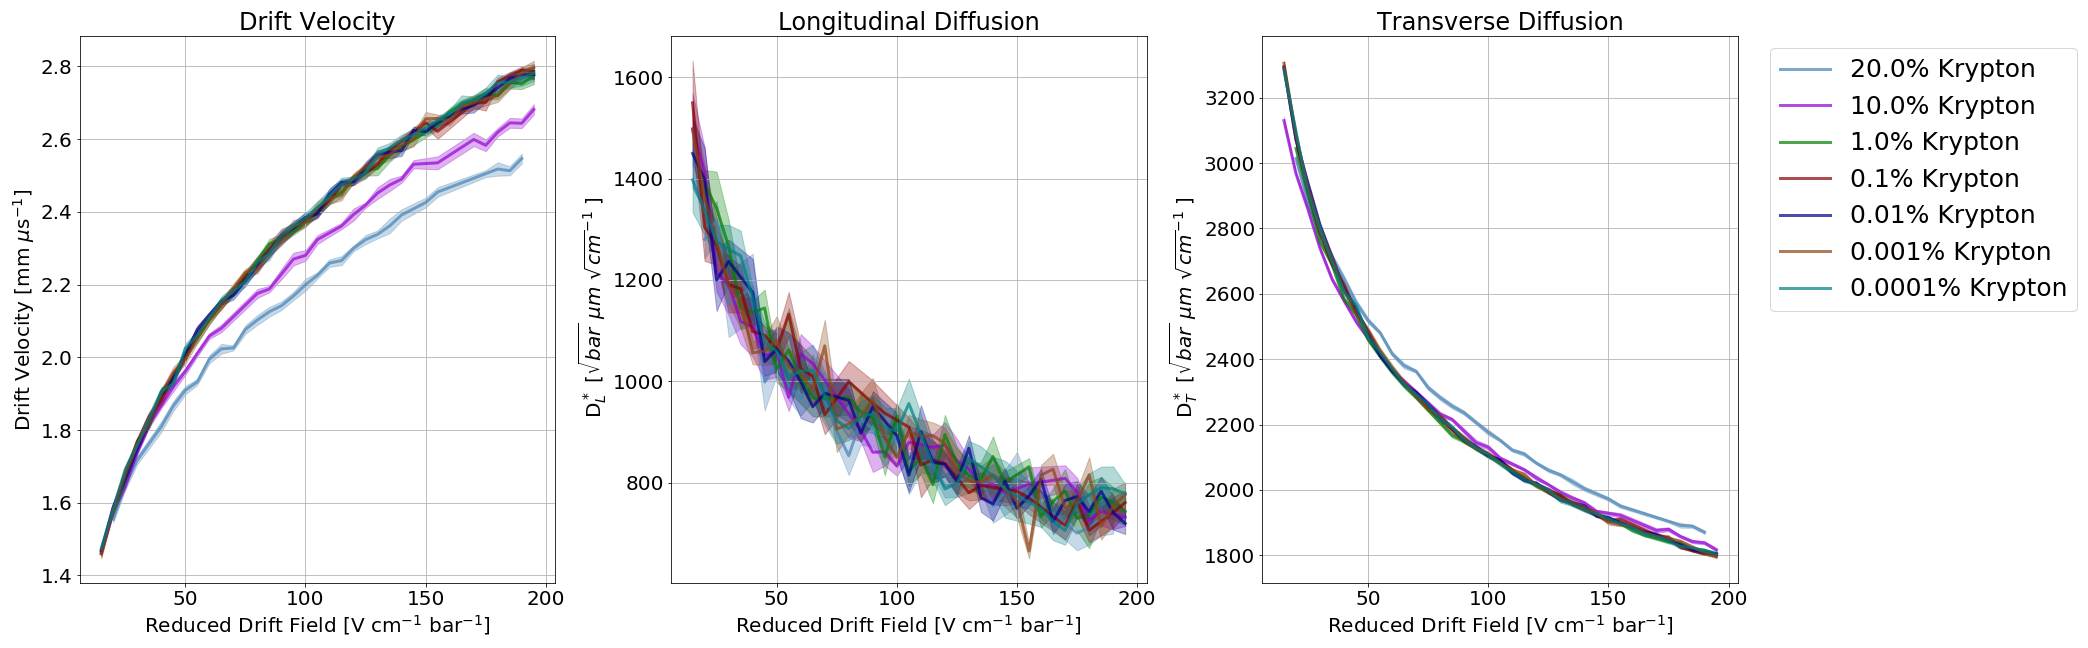 Drift Velocity
Longitudinal Diffusion
Transverse Diffusion
Drift Velocity [mm μs⁻¹]
2.8
2.6
2.4
2.2
2.0
1.8
1.6
1.4
50
100
150
200
Reduced Drift Field [V cm⁻¹ bar⁻¹]
D*_L [√bar μm √cm⁻¹ ]
1600
1400
1200
1000
800
50
100
150
200
Reduced Drift Field [V cm⁻¹ bar⁻¹]
D*_T [√bar μm √cm⁻¹ ]
3200
3000
2800
2600
2400
2200
2000
1800
50
100
150
200
Reduced Drift Field [V cm⁻¹ bar⁻¹]
20.0% Krypton
10.0% Krypton
1.0% Krypton
0.1% Krypton
0.01% Krypton
0.001% Krypton
0.0001% Krypton